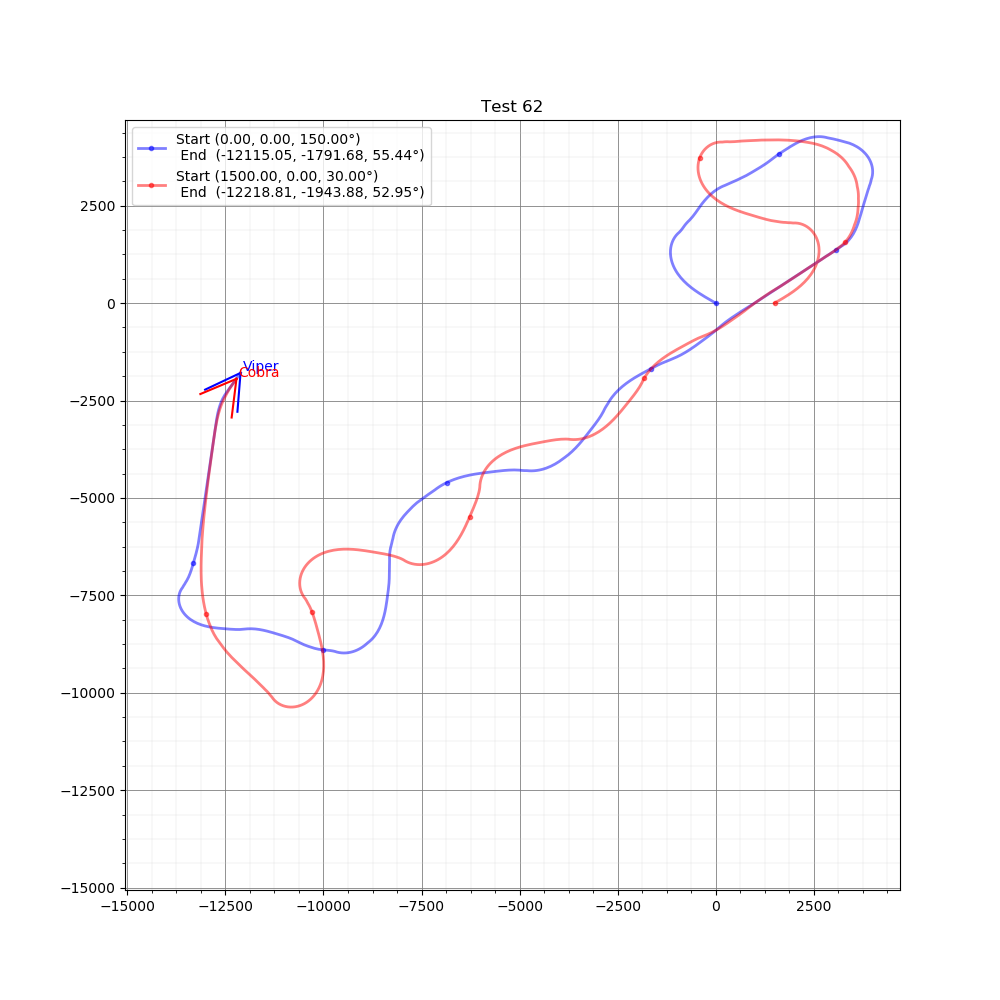 Test 62
Start (0.00, 0.00, 150.00°)
End (-12115.05, -1791.68, 55.44°)
Start (1500.00, 0.00, 30.00°)
End (-12218.81, -1943.88, 52.95°)
2500
0
−2500
−5000
−7500
−10000
−12500
−15000
Viper
Cobra
−15000 −12500 −10000 −7500 −5000 −2500 0 2500